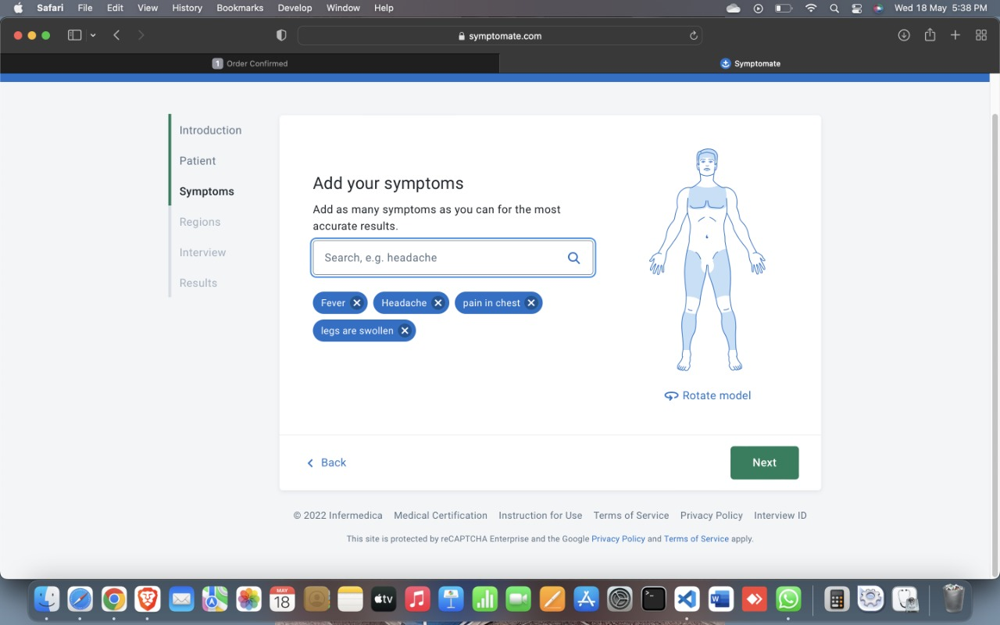 Safari File Edit View History Bookmarks Develop Window Help Wed 18 May 5:38 PM
symptomate.com
1 Order Confirmed
Symptomate
Introduction
Patient
Symptoms
Regions
Interview
Results
Add your symptoms
Add as many symptoms as you can for the most
accurate results.
Search, e.g. headache
Fever
Headache
pain in chest
legs are swollen
Rotate model
Back
Next
© 2022 Infermedica Medical Certification Instruction for Use Terms of Service Privacy Policy Interview ID
This site is protected by reCAPTCHA Enterprise and the Google Privacy Policy and Terms of Service apply.
MAY
18
tv
W